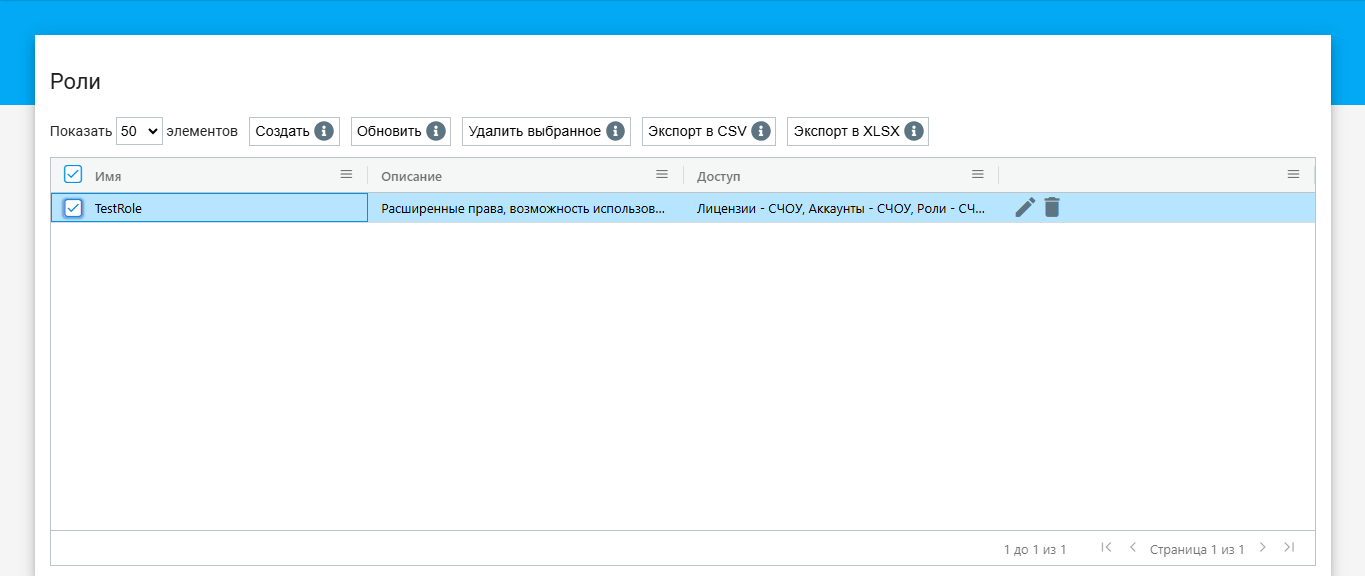 Роли
Показать 50 элементов Создать Обновить Удалить выбранное Экспорт в CSV Экспорт в XLSX
Имя Описание Доступ
TestRole Расширенные права, возможность использов... Лицензии - СЧОУ, Аккаунты - СЧОУ, Роли - СЧ...
1 до 1 из 1 Страница 1 из 1